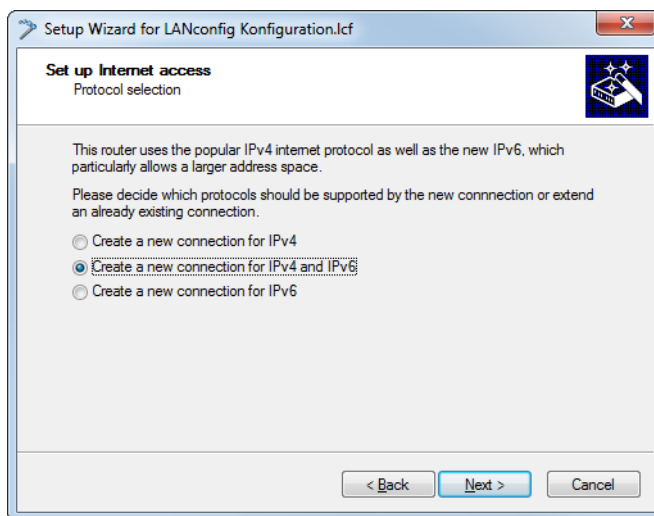 Setup Wizard for LANconfig Konfiguration.lcf
Set up Internet access
Protocol selection
This router uses the popular IPv4 internet protocol as well as the new IPv6, which
particularly allows a larger address space.
Please decide which protocols should be supported by the new connnection or extend
an already existing connection.
Create a new connection for IPv4
Create a new connection for IPv4 and IPv6
Create a new connection for IPv6
< Back
Next >
Cancel